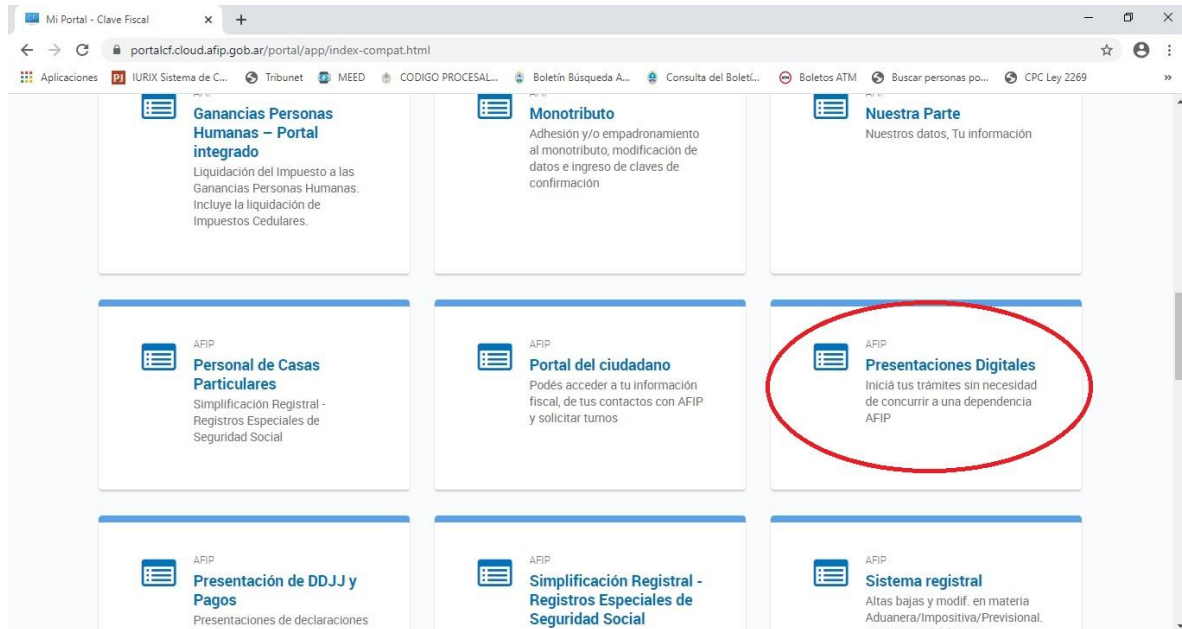 Mi Portal - Clave Fiscal
portalcf.cloud.afip.gob.ar/portal/app/index-compat.html
Aplicaciones PJ IURIX Sistema de C... Tribunet MEED CODIGO PROCESAL... Boletín Búsqueda A... Consulta del Boletí... Boletos ATM Buscar personas po... CPC Ley 2269 »
Ganancias Personas
Humanas – Portal
integrado
Liquidación del Impuesto a las
Ganancias Personas Humanas.
Incluye la liquidación de
Impuestos Cedulares.
Monotributo
Adhesión y/o empadronamiento
al monotributo, modificación de
datos e ingreso de claves de
confirmación
Nuestra Parte
Nuestros datos, Tu información
AFIP
Personal de Casas
Particulares
Simplificación Registral -
Registros Especiales de
Seguridad Social
AFIP
Portal del ciudadano
Podés acceder a tu información
fiscal, de tus contactos con AFIP
y solicitar turnos
AFIP
Presentaciones Digitales
Iniciá tus trámites sin necesidad
de concurrir a una dependencia
AFIP
AFIP
Presentación de DDJJ y
Pagos
Presentaciones de declaraciones
AFIP
Simplificación Registral -
Registros Especiales de
Seguridad Social
AFIP
Sistema registral
Altas bajas y modif. en materia
Aduanera/Impositiva/Previsional.